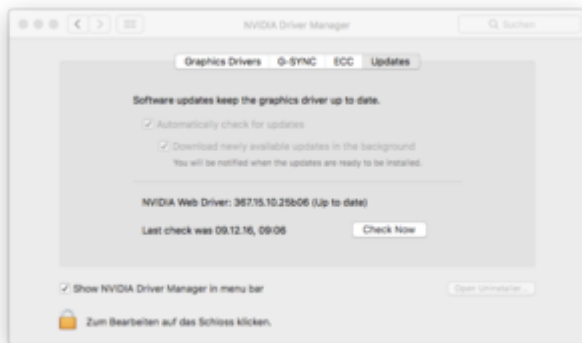 NVIDIA Driver Manager
Suchen
Graphics Drivers G-SYNC ECC Updates
Software updates keep the graphics driver up to date.
Automatically check for updates
Download newly available updates in the background
You will be notified when the updates are ready to be installed.
NVIDIA Web Driver: 367.15.10.25b06 (Up to date)
Last check was 09.12.16, 09:06 Check Now
Show NVIDIA Driver Manager in menu bar Open Uninstaller...
Zum Bearbeiten auf das Schloss klicken.